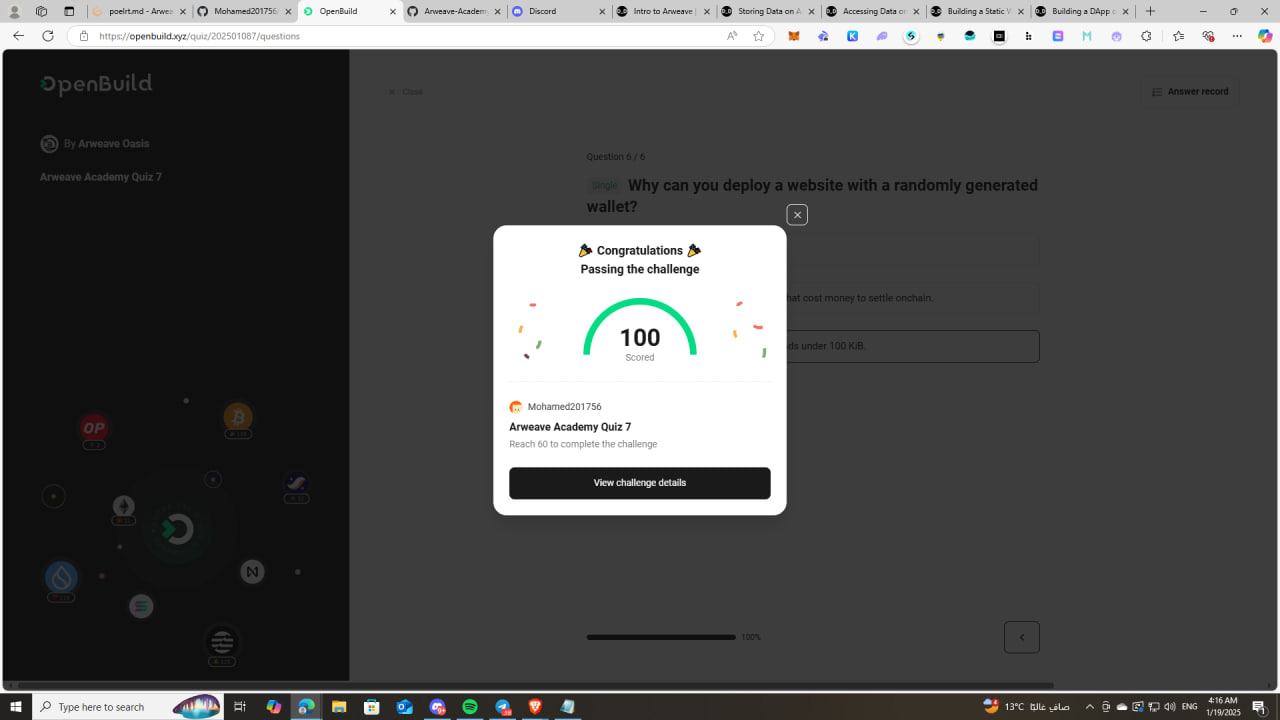 poelrt.md - Arweave
Mohamed201756/
OpenBuild
Arweave-Academy
Discord
Intro to Arweave
Storing Data on A
Accessing Data on
Building a Static
Building a DApp o
https://openbuild.xyz/quiz/202501087/questions
OpenBuild
Close
Answer record
By Arweave Oasis
Arweave Academy Quiz 7
Question 6 / 6
Single Why can you deploy a website with a randomly generated
wallet?
hat cost money to settle onchain.
ds under 100 KiB.
Congratulations
Passing the challenge
100
Scored
Mohamed201756
Arweave Academy Quiz 7
Reach 60 to complete the challenge
View challenge details
OP
100%
Type here to search
13°C
ENG
4:16 AM
1/19/2025